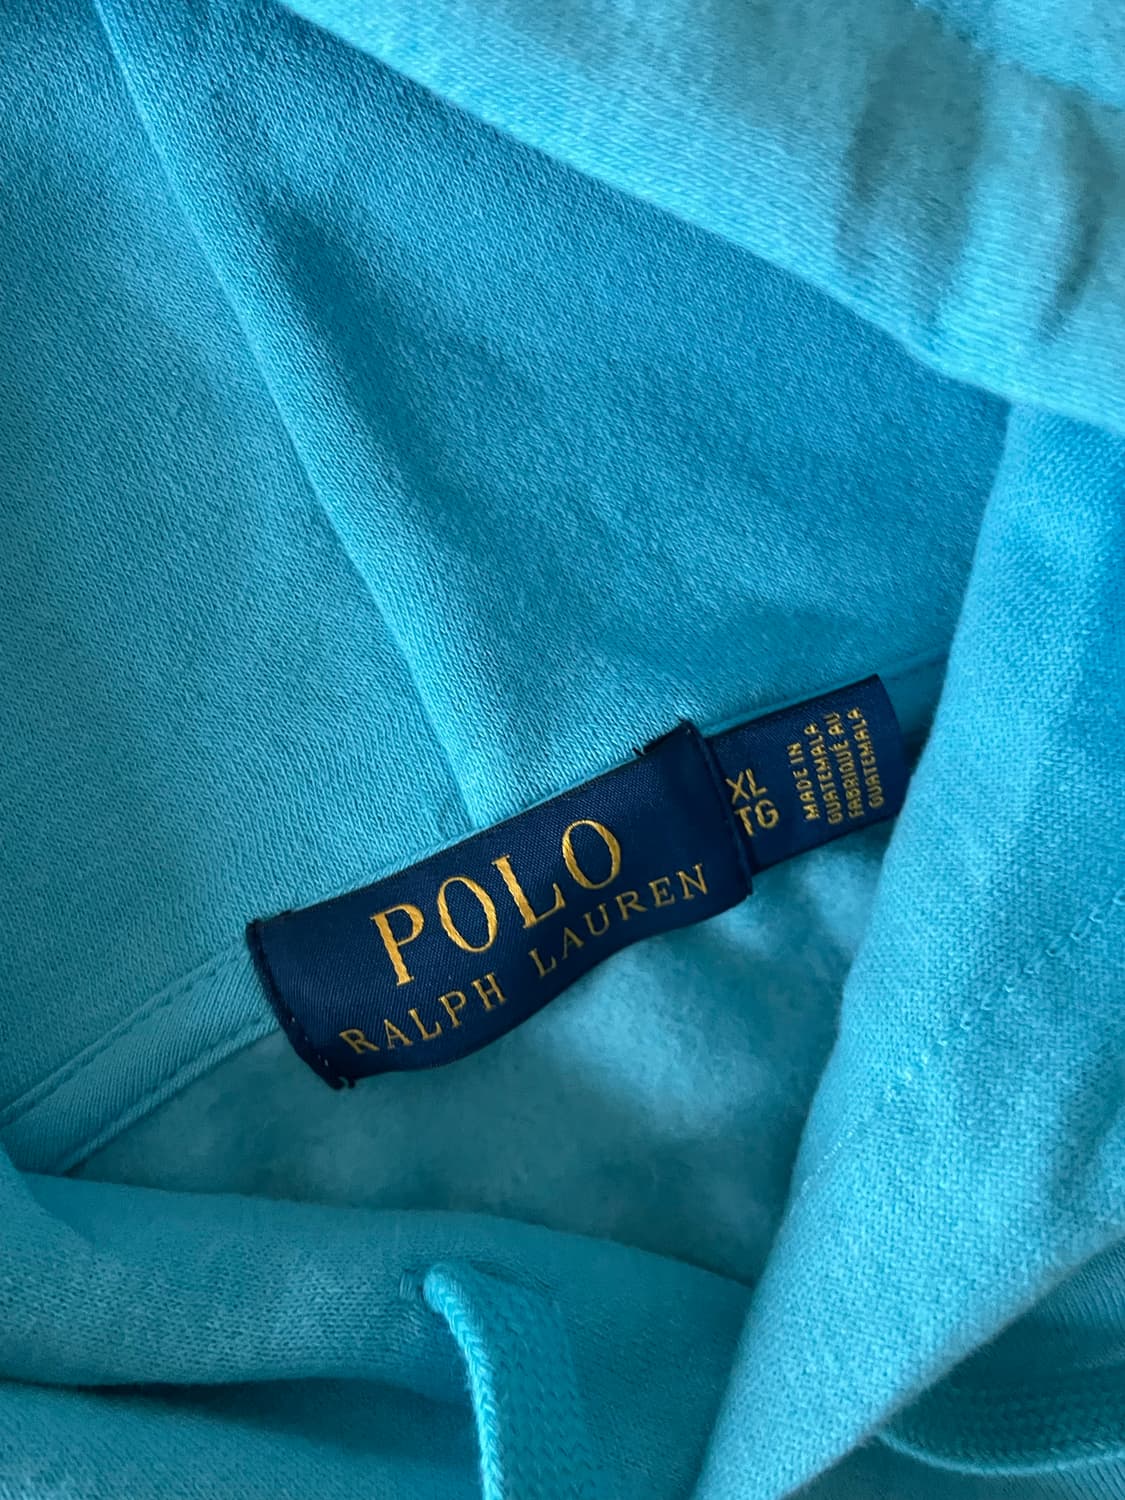 POLO
RALPH LAUREN
XL
TG
MADE IN
GUATEMALA
FABRIQUÉ AU
GUATEMALA